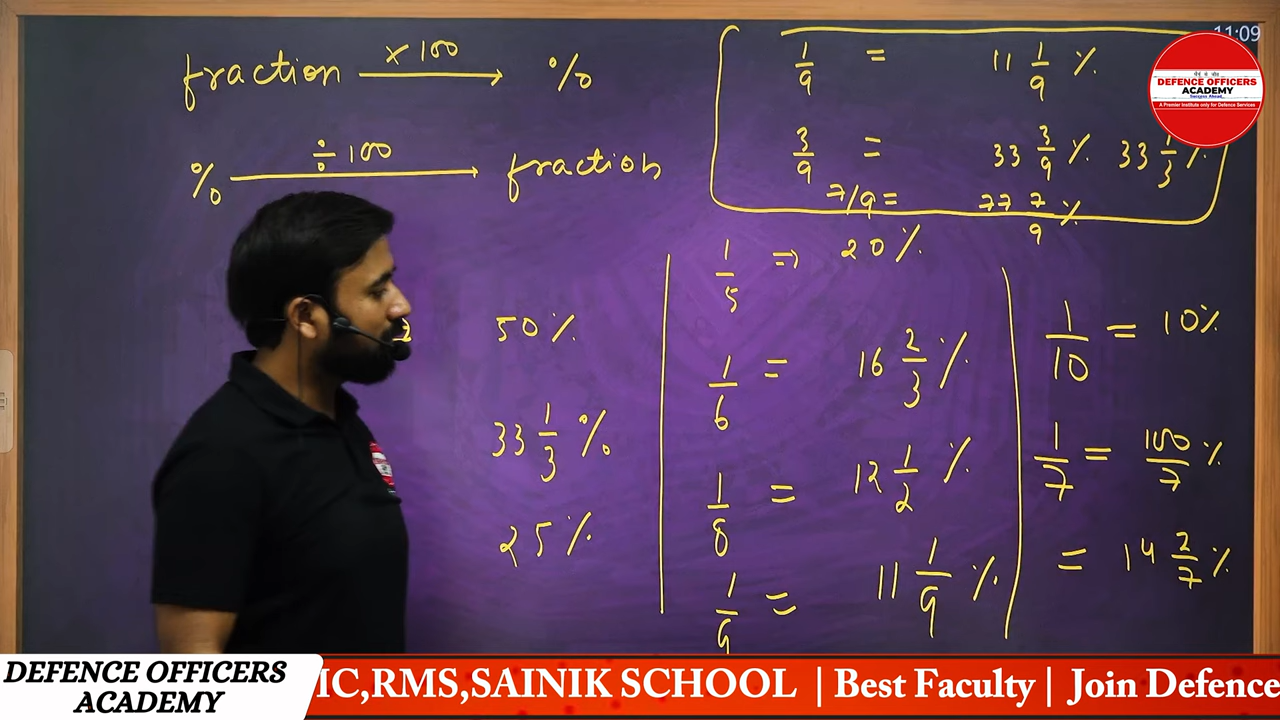 11:09
fraction ×100 → %
% ÷ 100 → fraction
1/9 = 11 1/9 %
3/9 = 33 3/9 % 33 1/3 %
7/9 = 77 7/9 %
50%
33 1/3 %
25%
1/5 ⇒ 20%
1/6 = 16 2/3 %
1/8 = 12 1/2 %
1/9 = 11 1/9 %
1/10 = 10%
1/7 = 100/7 %
= 14 2/7 %
DEFENCE OFFICERS
ACADEMY
A Premier Institute only for Defence Services
DEFENCE OFFICERS
ACADEMY
IC,RMS,SAINIK SCHOOL | Best Faculty | Join Defence